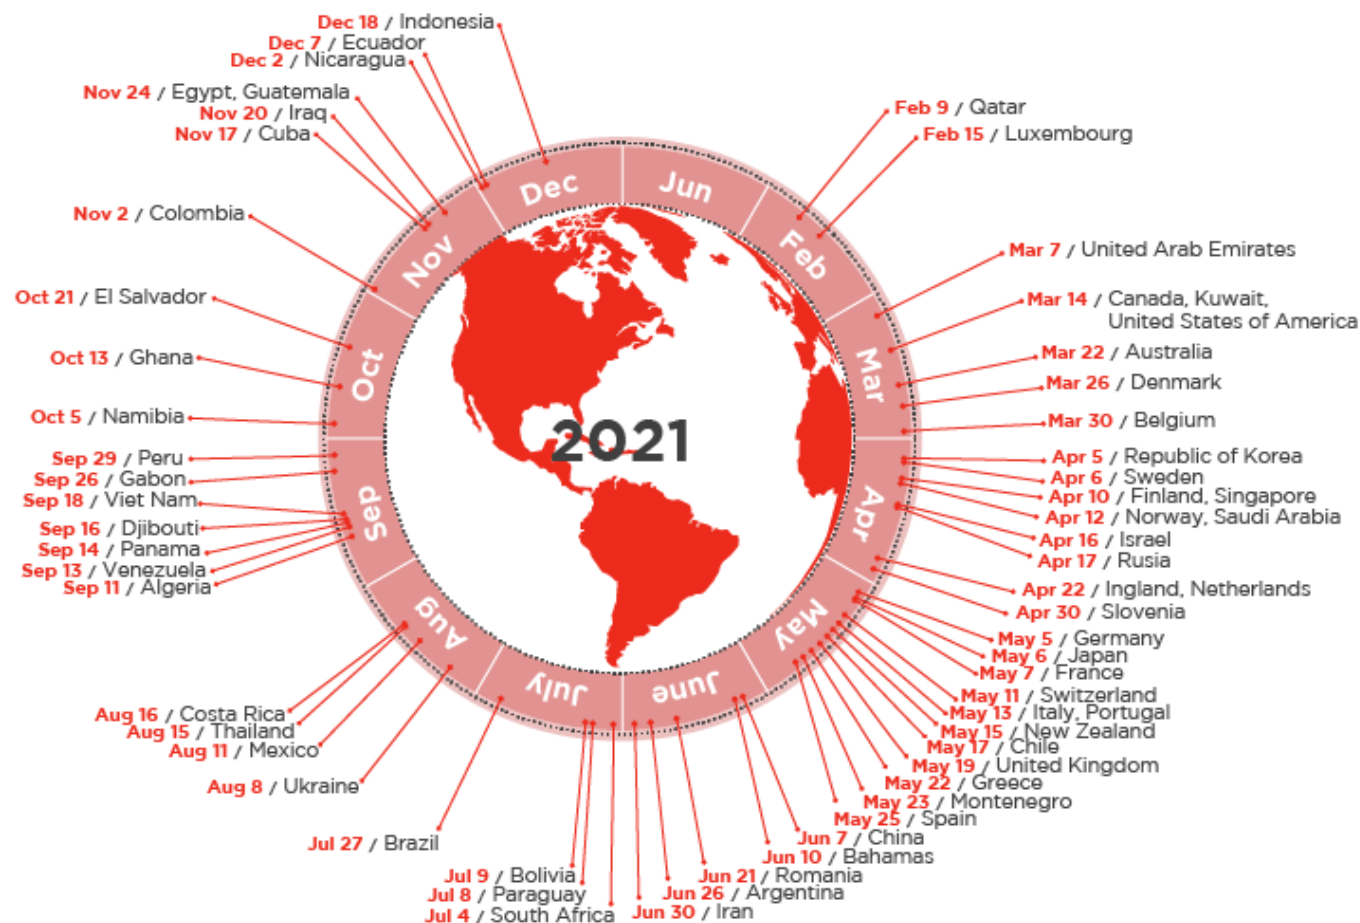 Dec 18 / Indonesia
Dec 7 / Ecuador
Dec 2 / Nicaragua
Nov 24 / Egypt, Guatemala
Nov 20 / Iraq
Nov 17 / Cuba
Nov 2 / Colombia
Oct 21 / El Salvador
Oct 13 / Ghana
Oct 5 / Namibia
Sep 29 / Peru
Sep 26 / Gabon
Sep 18 / Viet Nam
Sep 16 / Djibouti
Sep 14 / Panama
Sep 13 / Venezuela
Sep 11 / Algeria
Aug 16 / Costa Rica
Aug 15 / Thailand
Aug 11 / Mexico
Aug 8 / Ukraine
Jul 27 / Brazil
Jul 9 / Bolivia
Jul 8 / Paraguay
Jul 4 / South Africa
Feb 9 / Qatar
Feb 15 / Luxembourg
Mar 7 / United Arab Emirates
Mar 14 / Canada, Kuwait,
United States of America
Mar 22 / Australia
Mar 26 / Denmark
Mar 30 / Belgium
Apr 5 / Republic of Korea
Apr 6 / Sweden
Apr 10 / Finland, Singapore
Apr 12 / Norway, Saudi Arabia
Apr 16 / Israel
Apr 17 / Rusia
Apr 22 / Ingland, Netherlands
Apr 30 / Slovenia
May 5 / Germany
May 6 / Japan
May 7 / France
May 11 / Switzerland
May 13 / Italy, Portugal
May 15 / New Zealand
May 17 / Chile
May 19 / United Kingdom
May 22 / Greece
May 23 / Montenegro
May 25 / Spain
Jun 7 / China
Jun 10 / Bahamas
Jun 21 / Romania
Jun 26 / Argentina
Jun 30 / Iran
Jun
Feb
Mar
Apr
May
June
July
Aug
Sep
Oct
Nov
Dec
2021